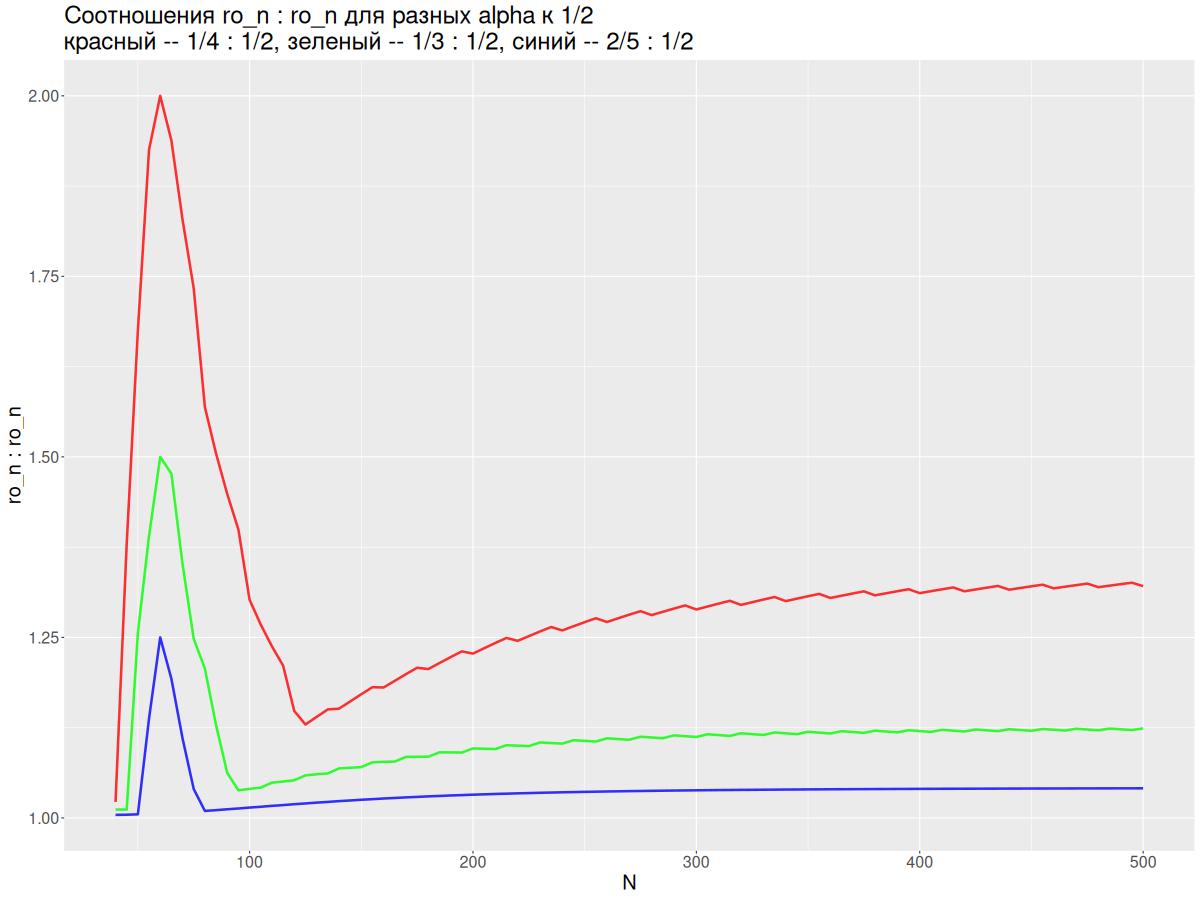 Соотношения ro_n : ro_n для разных alpha к 1/2
красный -- 1/4 : 1/2, зеленый -- 1/3 : 1/2, синий -- 2/5 : 1/2
ro_n : ro_n
2.00
1.75
1.50
1.25
1.00
100 200 300 400 500
N